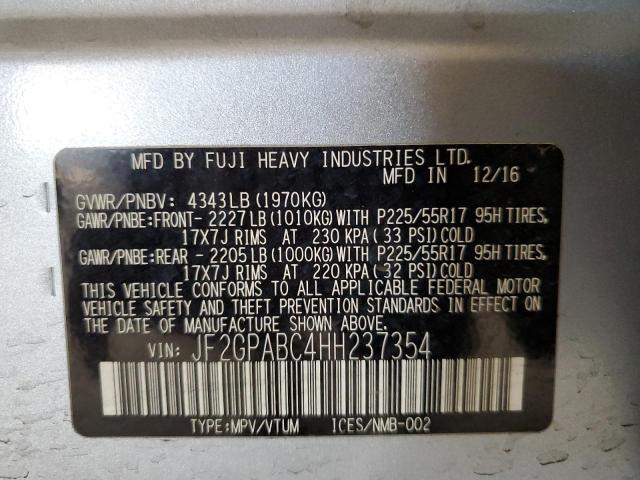 MFD BY FUJI HEAVY INDUSTRIES LTD.
MFD IN 12/16
GVWR/PNBV: 4343LB (1970KG)
GAWR/PNBE:FRONT- 2227LB (1010KG) WITH P225/55R17 95H TIRES,
17X7J RIMS AT 230 KPA (33 PSI) COLD
GAWR/PNBE:REAR - 2205LB (1000KG) WITH P225/55R17 95H TIRES,
17X7J RIMS AT 220 KPA (32 PSI) COLD
THIS VEHICLE CONFORMS TO ALL APPLICABLE FEDERAL MOTOR
VEHICLE SAFETY AND THEFT PREVENTION STANDARDS IN EFFECT ON
THE DATE OF MANUFACTURE SHOWN ABOVE.
VIN: JF2GPABC4HH237354
TYPE:MPV/VTUM ICES/NMB-002